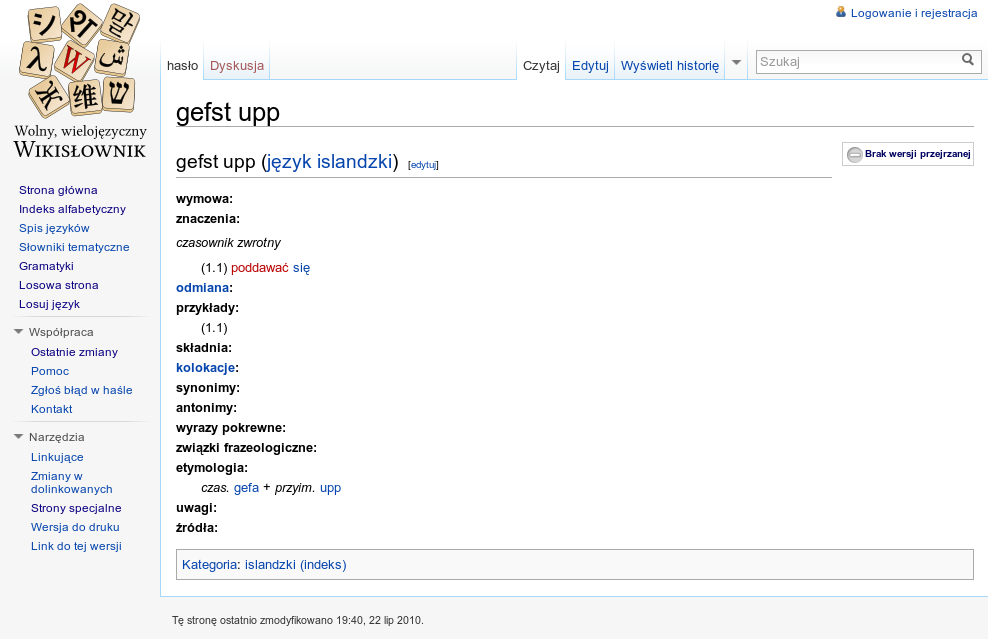 Logowanie i rejestracja
hasło Dyskusja Czytaj Edytuj Wyświetl historię Szukaj
シ 말
λ W ش
维 ש
Wolny, wielojęzyczny
WIKISŁOWNIK
Strona główna
Indeks alfabetyczny
Spis języków
Słowniki tematyczne
Gramatyki
Losowa strona
Losuj język
Współpraca
Ostatnie zmiany
Pomoc
Zgłoś błąd w haśle
Kontakt
Narzędzia
Linkujące
Zmiany w
dolinkowanych
Strony specjalne
Wersja do druku
Link do tej wersji
gefst upp
gefst upp (język islandzki) [edytuj]
Brak wersji przejrzanej
wymowa:
znaczenia:
czasownik zwrotny
(1.1) poddawać się
odmiana:
przykłady:
(1.1)
składnia:
kolokacje:
synonimy:
antonimy:
wyrazy pokrewne:
związki frazeologiczne:
etymologia:
czas. gefa + przyim. upp
uwagi:
źródła:
Kategoria: islandzki (indeks)
Tę stronę ostatnio zmodyfikowano 19:40, 22 lip 2010.